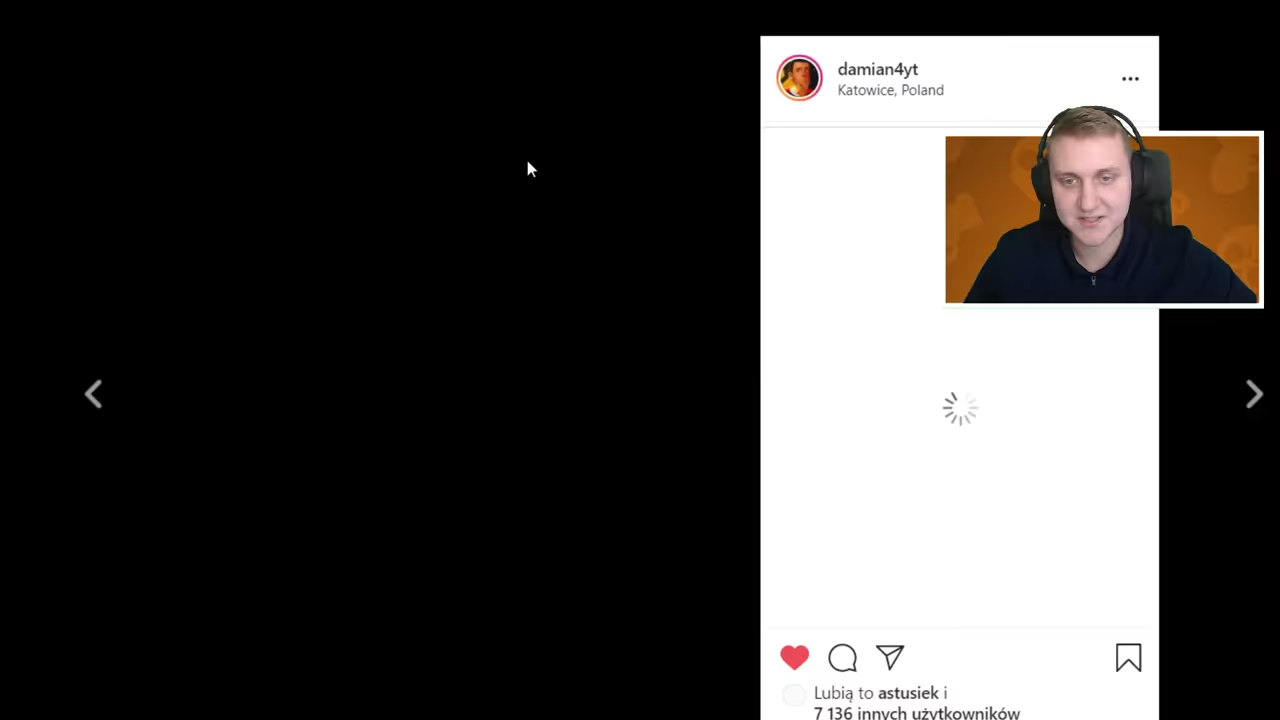 damian4yt
Katowice, Poland
Lubią to astusiek i
7 136 innych użytkowników